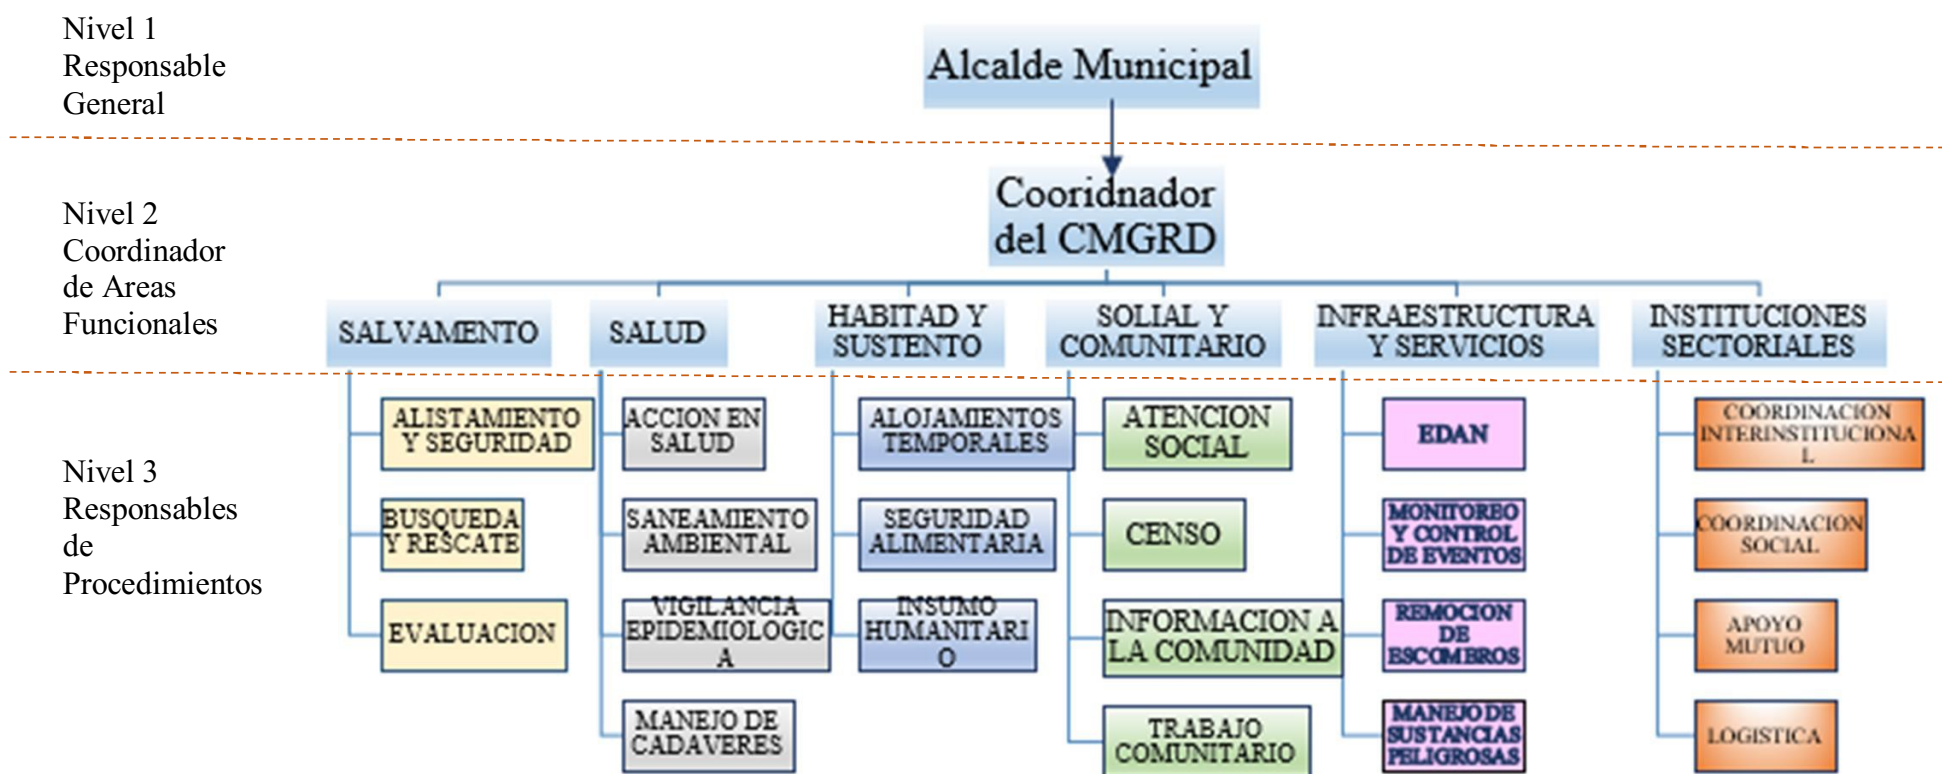 Nivel 1
Responsable
General
Alcalde Municipal
Nivel 2
Coordinador
de Areas
Funcionales
Cooridnador
del CMGRD
SALVAMENTO
SALUD
HABITAD Y
SUSTENTO
SOLIAL Y
COMUNITARIO
INFRAESTRUCTURA
Y SERVICIOS
INSTITUCIONES
SECTORIALES
Nivel 3
Responsables
de
Procedimientos
ALISTAMIENTO
Y SEGURIDAD
BUSQUEDA
Y RESCATE
EVALUACION
ACCION EN
SALUD
SANEAMIENTO
AMBIENTAL
VIGILANCIA
EPIDEMIOLOGIC
A
MANEJO DE
CADAVERES
ALOJAMIENTOS
TEMPORALES
SEGURIDAD
ALIMENTARIA
INSUMO
HUMANITARI
O
ATENCION
SOCIAL
CENSO
INFORMACION A
LA COMUNIDAD
TRABAJO
COMUNITARIO
EDAN
MONITOREO
Y CONTROL
DE EVENTOS
REMOCION
DE
ESCOMBROS
MANEJO DE
SUSTANCIAS
PELIGROSAS
COORDINACION
INTERINSTITUCIONA
L
COORDINACION
SOCIAL
APOYO
MUTUO
LOGISTICA